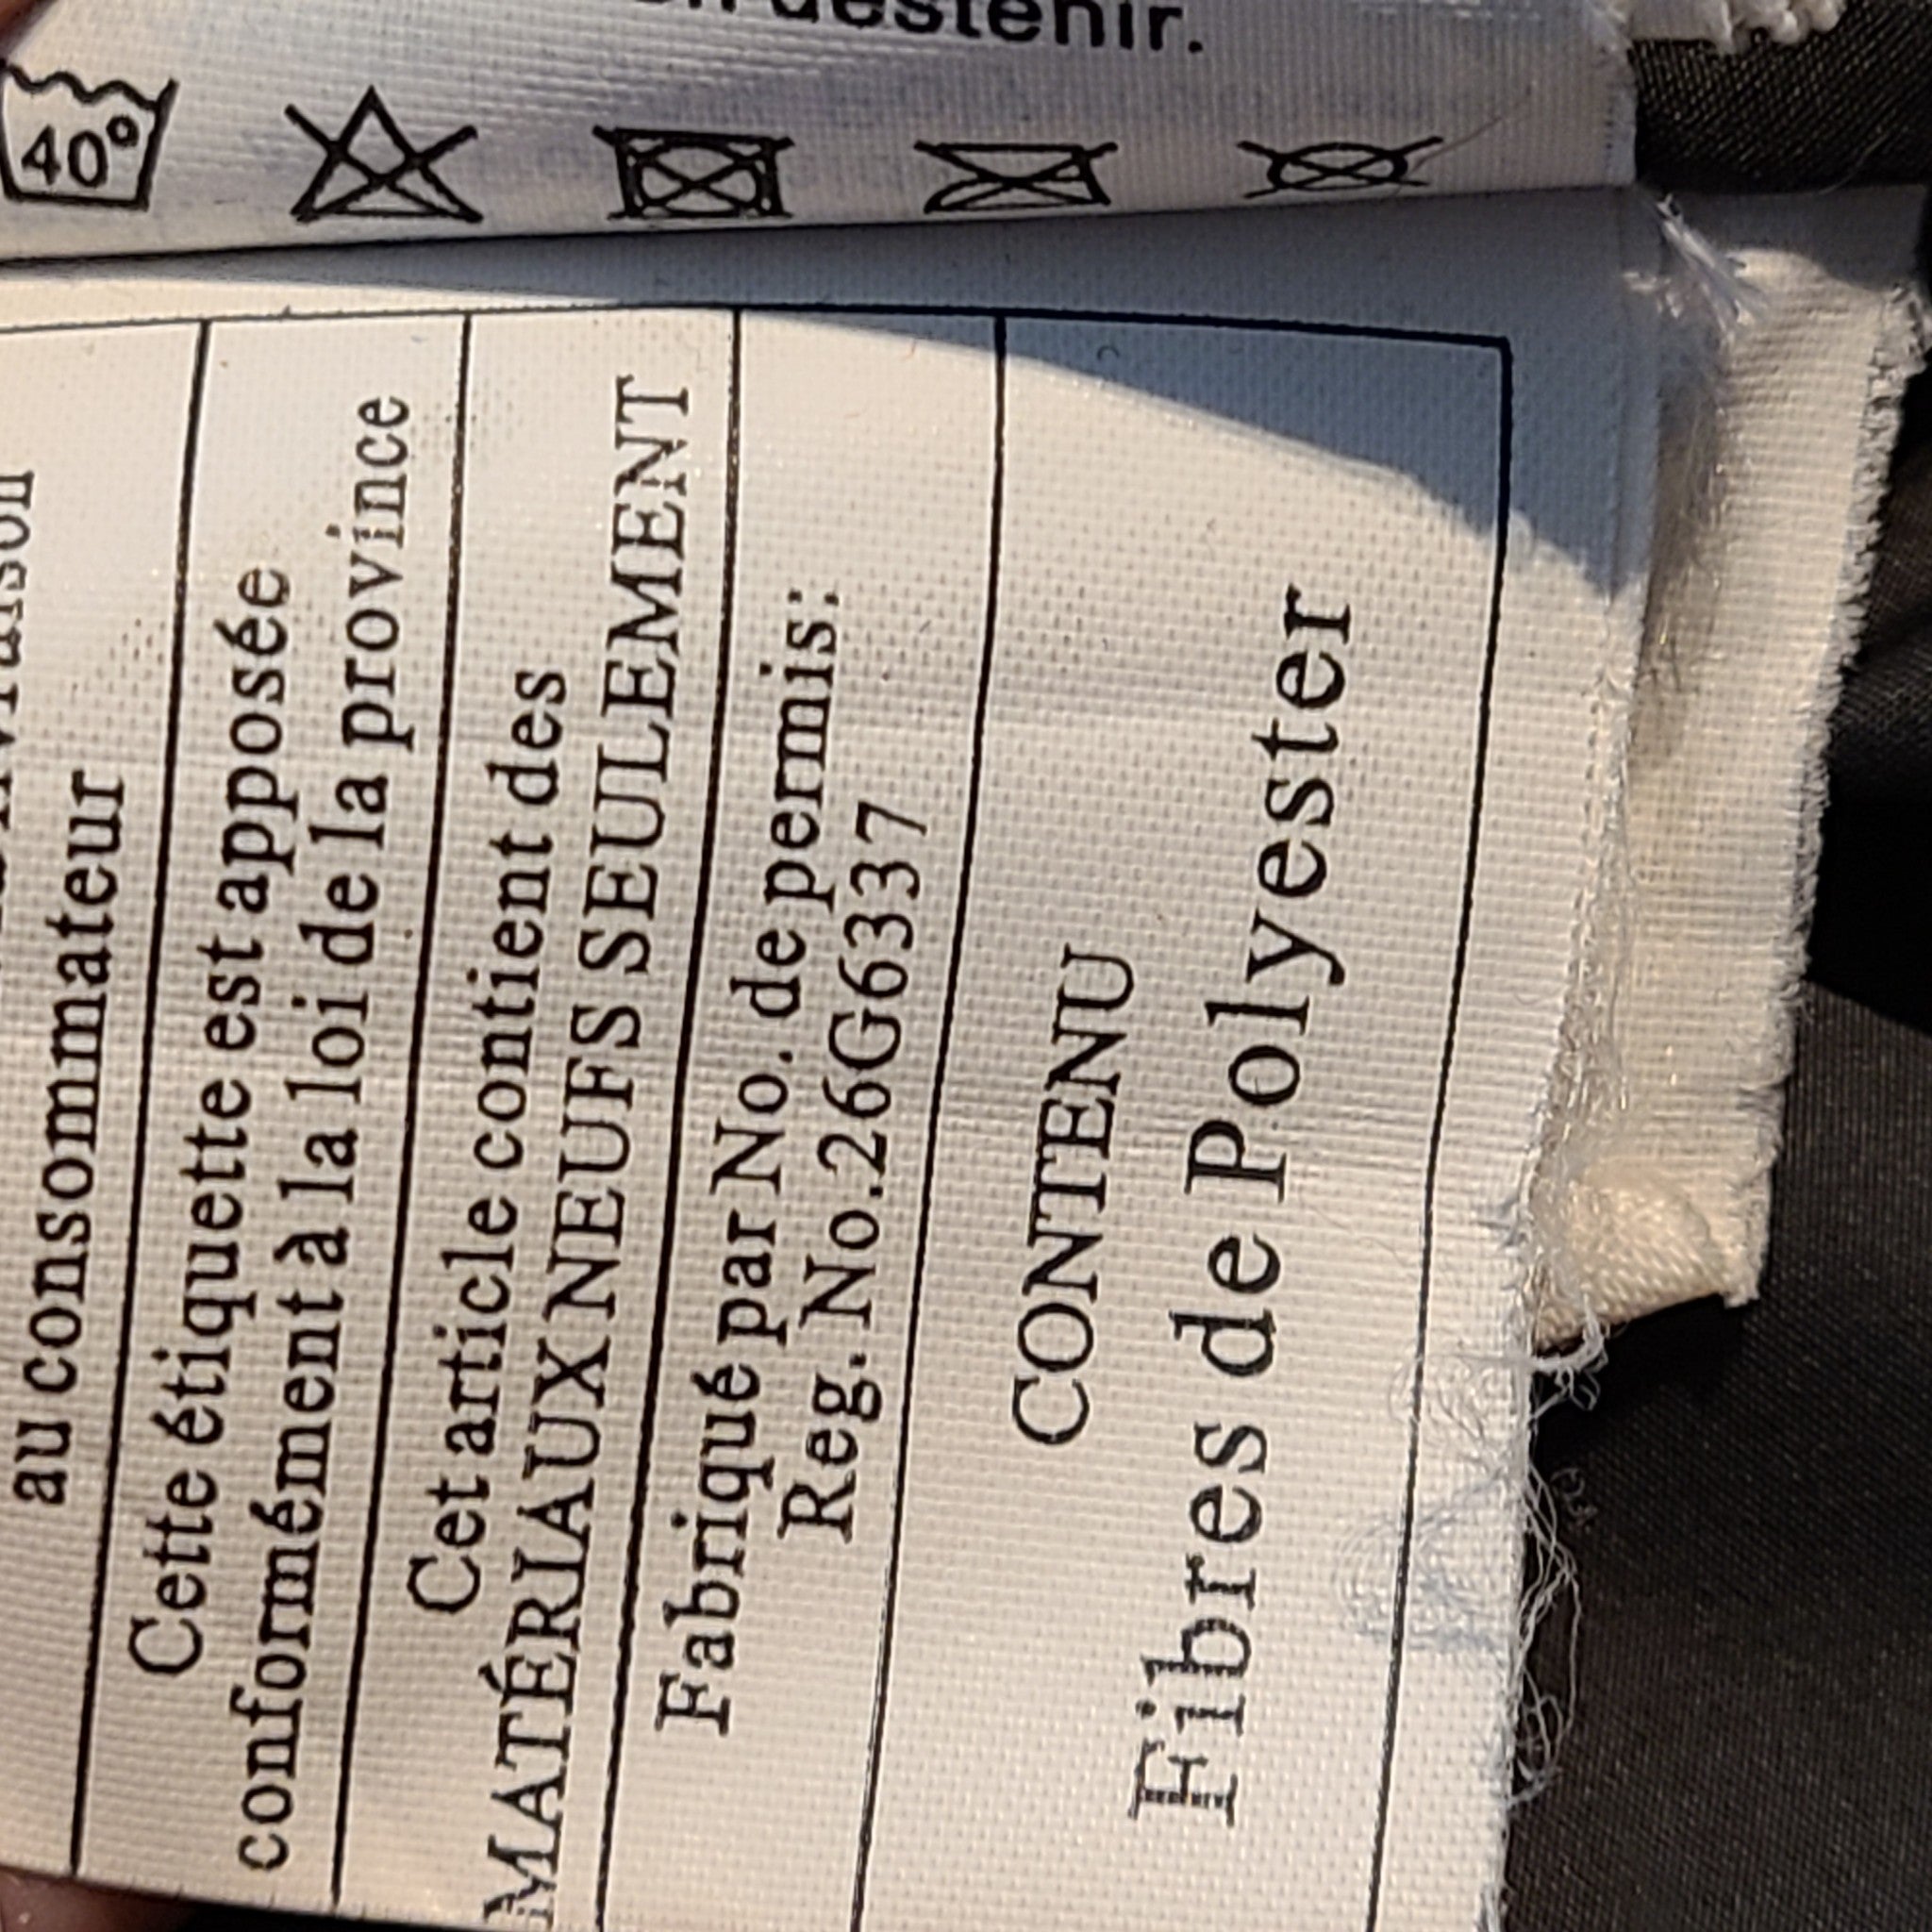 destenir.
40°
au consommateur
Cette étiquette est apposée
conformément à la loi de la province
Cet article contient des
MATÉRIAUX NEUFS SEULEMENT
Fabriqué par No. de permis:
Reg. No.26G6337
CONTENU
Fibres de Polyester